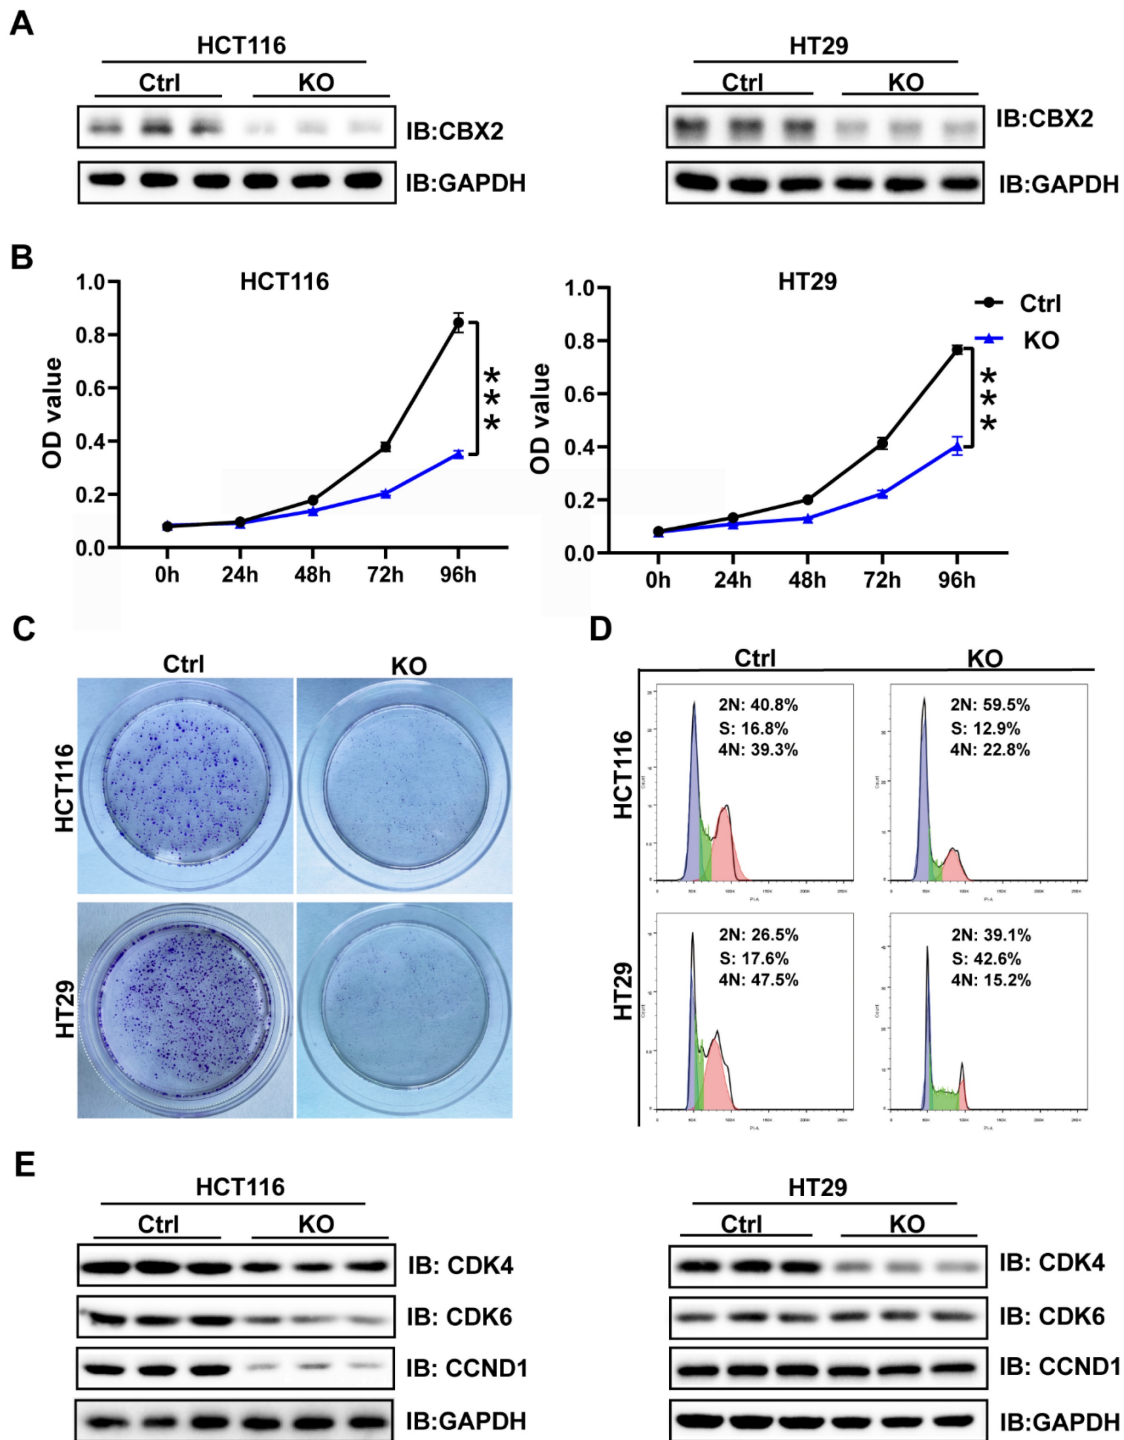 A
HCT116
Ctrl KO
IB:CBX2
IB:GAPDH
HT29
Ctrl KO
IB:CBX2
IB:GAPDH
B
HCT116
OD value
1.0
0.8
0.6
0.4
0.2
0.0
0h 24h 48h 72h 96h
***
HT29
OD value
1.0
0.8
0.6
0.4
0.2
0.0
0h 24h 48h 72h 96h
***
Ctrl
KO
C
Ctrl KO
HCT116
HT29
D
Ctrl KO
HCT116
2N: 40.8%
S: 16.8%
4N: 39.3%
2N: 59.5%
S: 12.9%
4N: 22.8%
HT29
2N: 26.5%
S: 17.6%
4N: 47.5%
2N: 39.1%
S: 42.6%
4N: 15.2%
E
HCT116
Ctrl KO
IB: CDK4
IB: CDK6
IB: CCND1
IB:GAPDH
HT29
Ctrl KO
IB: CDK4
IB: CDK6
IB: CCND1
IB:GAPDH